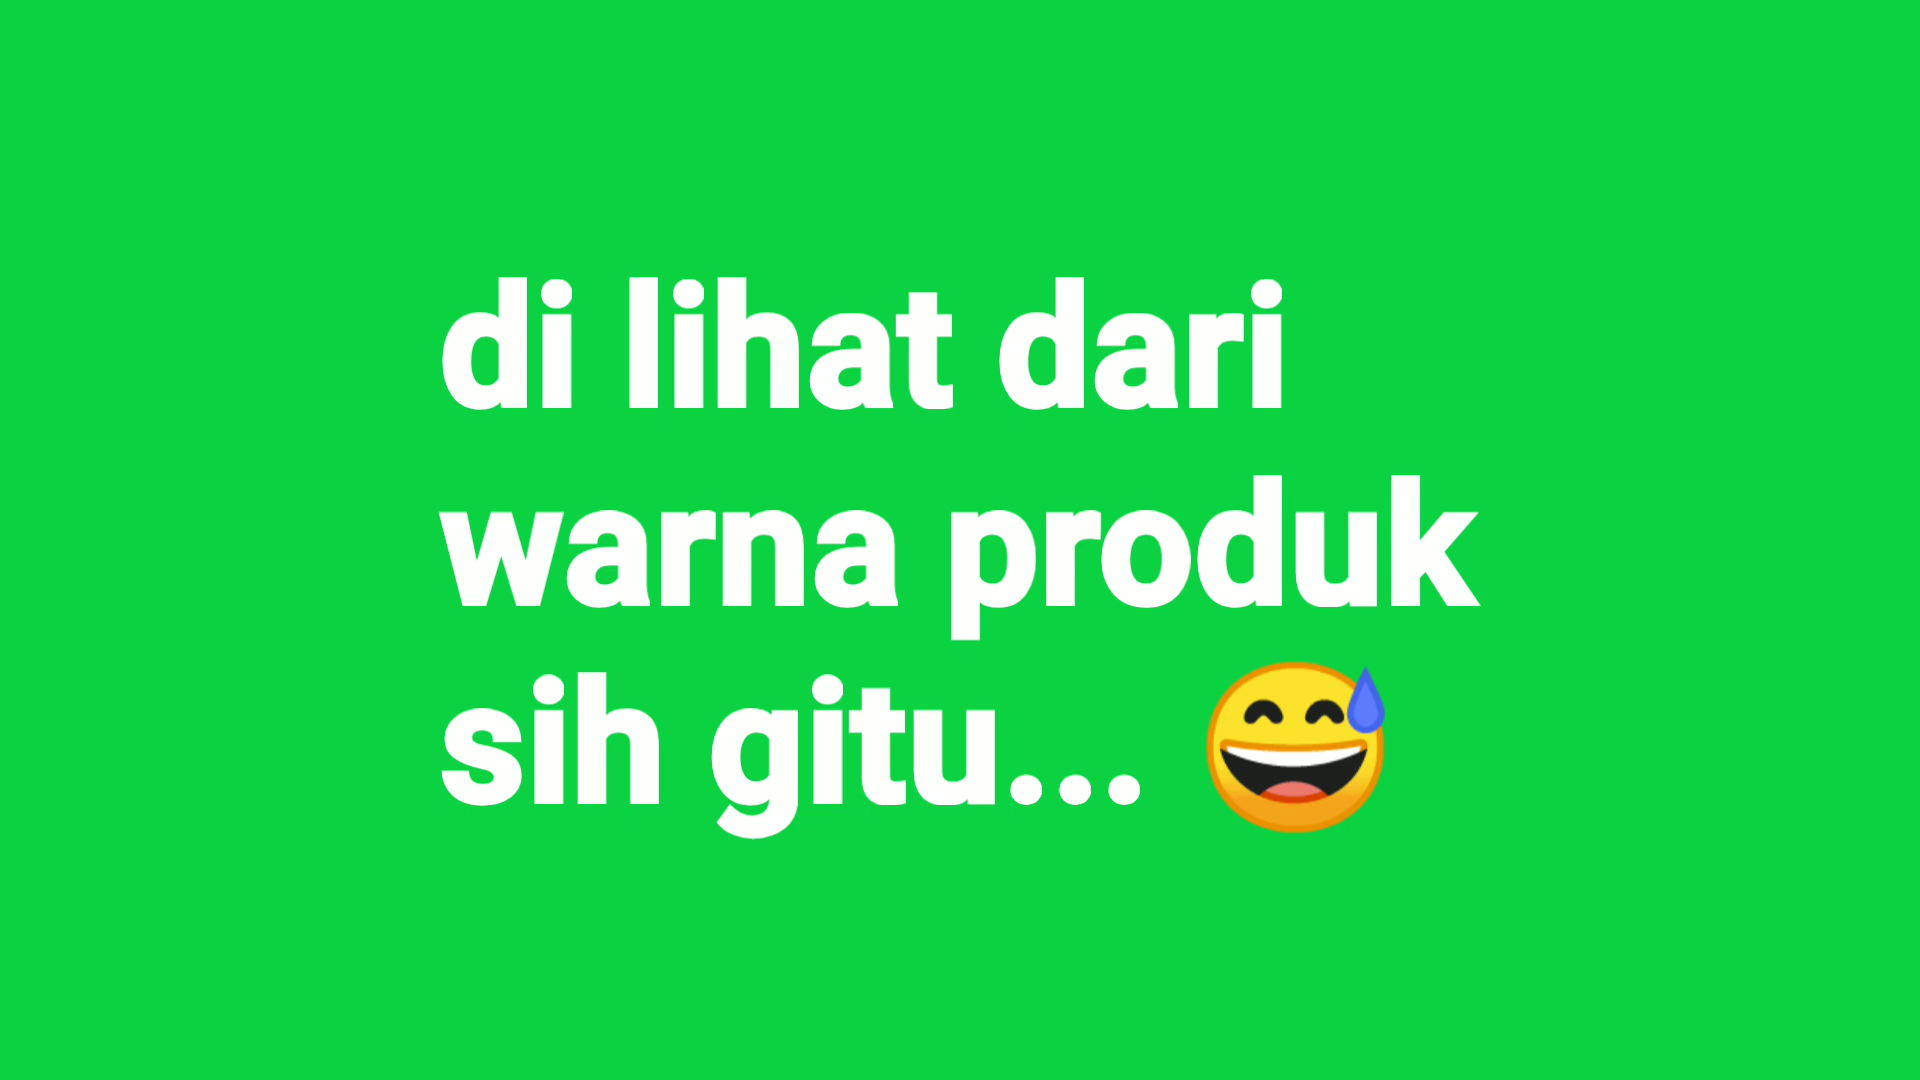 di lihat dari
warna produk
sih gitu... 😅